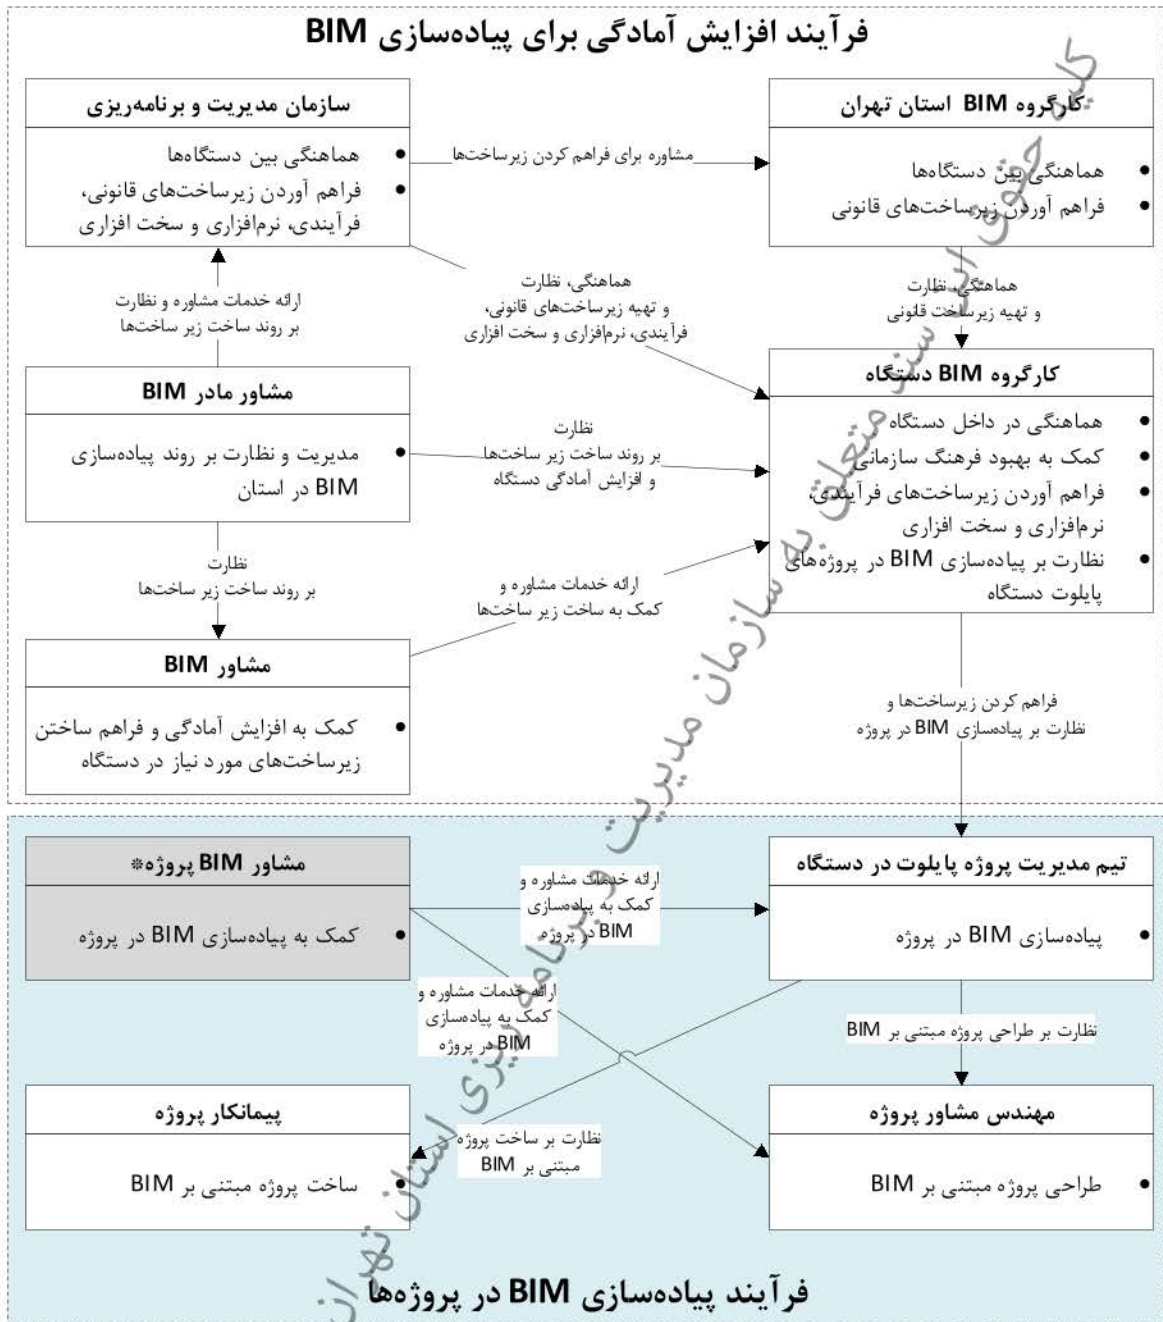 فرآیند افزایش آمادگی برای پیاده‌سازی BIM
کارگروه BIM استان تهران
هماهنگی بین دستگاه‌ها
فراهم آوردن زیرساخت‌های قانونی
مشاوره برای فراهم کردن زیرساخت‌ها
سازمان مدیریت و برنامه‌ریزی
هماهنگی بین دستگاه‌ها
فراهم آوردن زیرساخت‌های قانونی،
فرآیندی، نرم‌افزاری و سخت افزاری
هماهنگی، نظارت
و تهیه زیرساخت قانونی
هماهنگی، نظارت
و تهیه زیرساخت‌های قانونی،
فرآیندی، نرم‌افزاری و سخت افزاری
ارائه خدمات مشاوره و نظارت
بر روند ساخت زیر ساخت‌ها
کارگروه BIM دستگاه
هماهنگی در داخل دستگاه
کمک به بهبود فرهنگ سازمانی
فراهم آوردن زیرساخت‌های فرآیندی،
نرم‌افزاری و سخت افزاری
نظارت بر پیاده‌سازی BIM در پروژه‌های
پایلوت دستگاه
نظارت
بر روند ساخت زیر ساخت‌ها
و افزایش آمادگی دستگاه
مشاور مادر BIM
مدیریت و نظارت بر روند پیاده‌سازی
BIM در استان
ارائه خدمات مشاوره و
کمک به ساخت زیر ساخت‌ها
نظارت
بر روند ساخت زیر ساخت‌ها
مشاور BIM
کمک به افزایش آمادگی و فراهم ساختن
زیرساخت‌های مورد نیاز در دستگاه
فراهم کردن زیرساخت‌ها و
نظارت بر پیاده‌سازی BIM در پروژه
تیم مدیریت پروژه پایلوت در دستگاه
پیاده‌سازی BIM در پروژه
ارائه خدمات مشاوره و
کمک به پیاده‌سازی
BIM در پروژه
مشاور BIM پروژه*
کمک به پیاده‌سازی BIM در پروژه
ارائه خدمات مشاوره و
کمک به پیاده‌سازی
BIM در پروژه
نظارت بر طراحی پروژه مبتنی بر BIM
مهندس مشاور پروژه
طراحی پروژه مبتنی بر BIM
نظارت بر ساخت پروژه
مبتنی بر BIM
پیمانکار پروژه
ساخت پروژه مبتنی بر BIM
فرآیند پیاده‌سازی BIM در پروژه‌ها
کلیه حقوق این سند متعلق به سازمان مدیریت و برنامه ریزی استان تهران